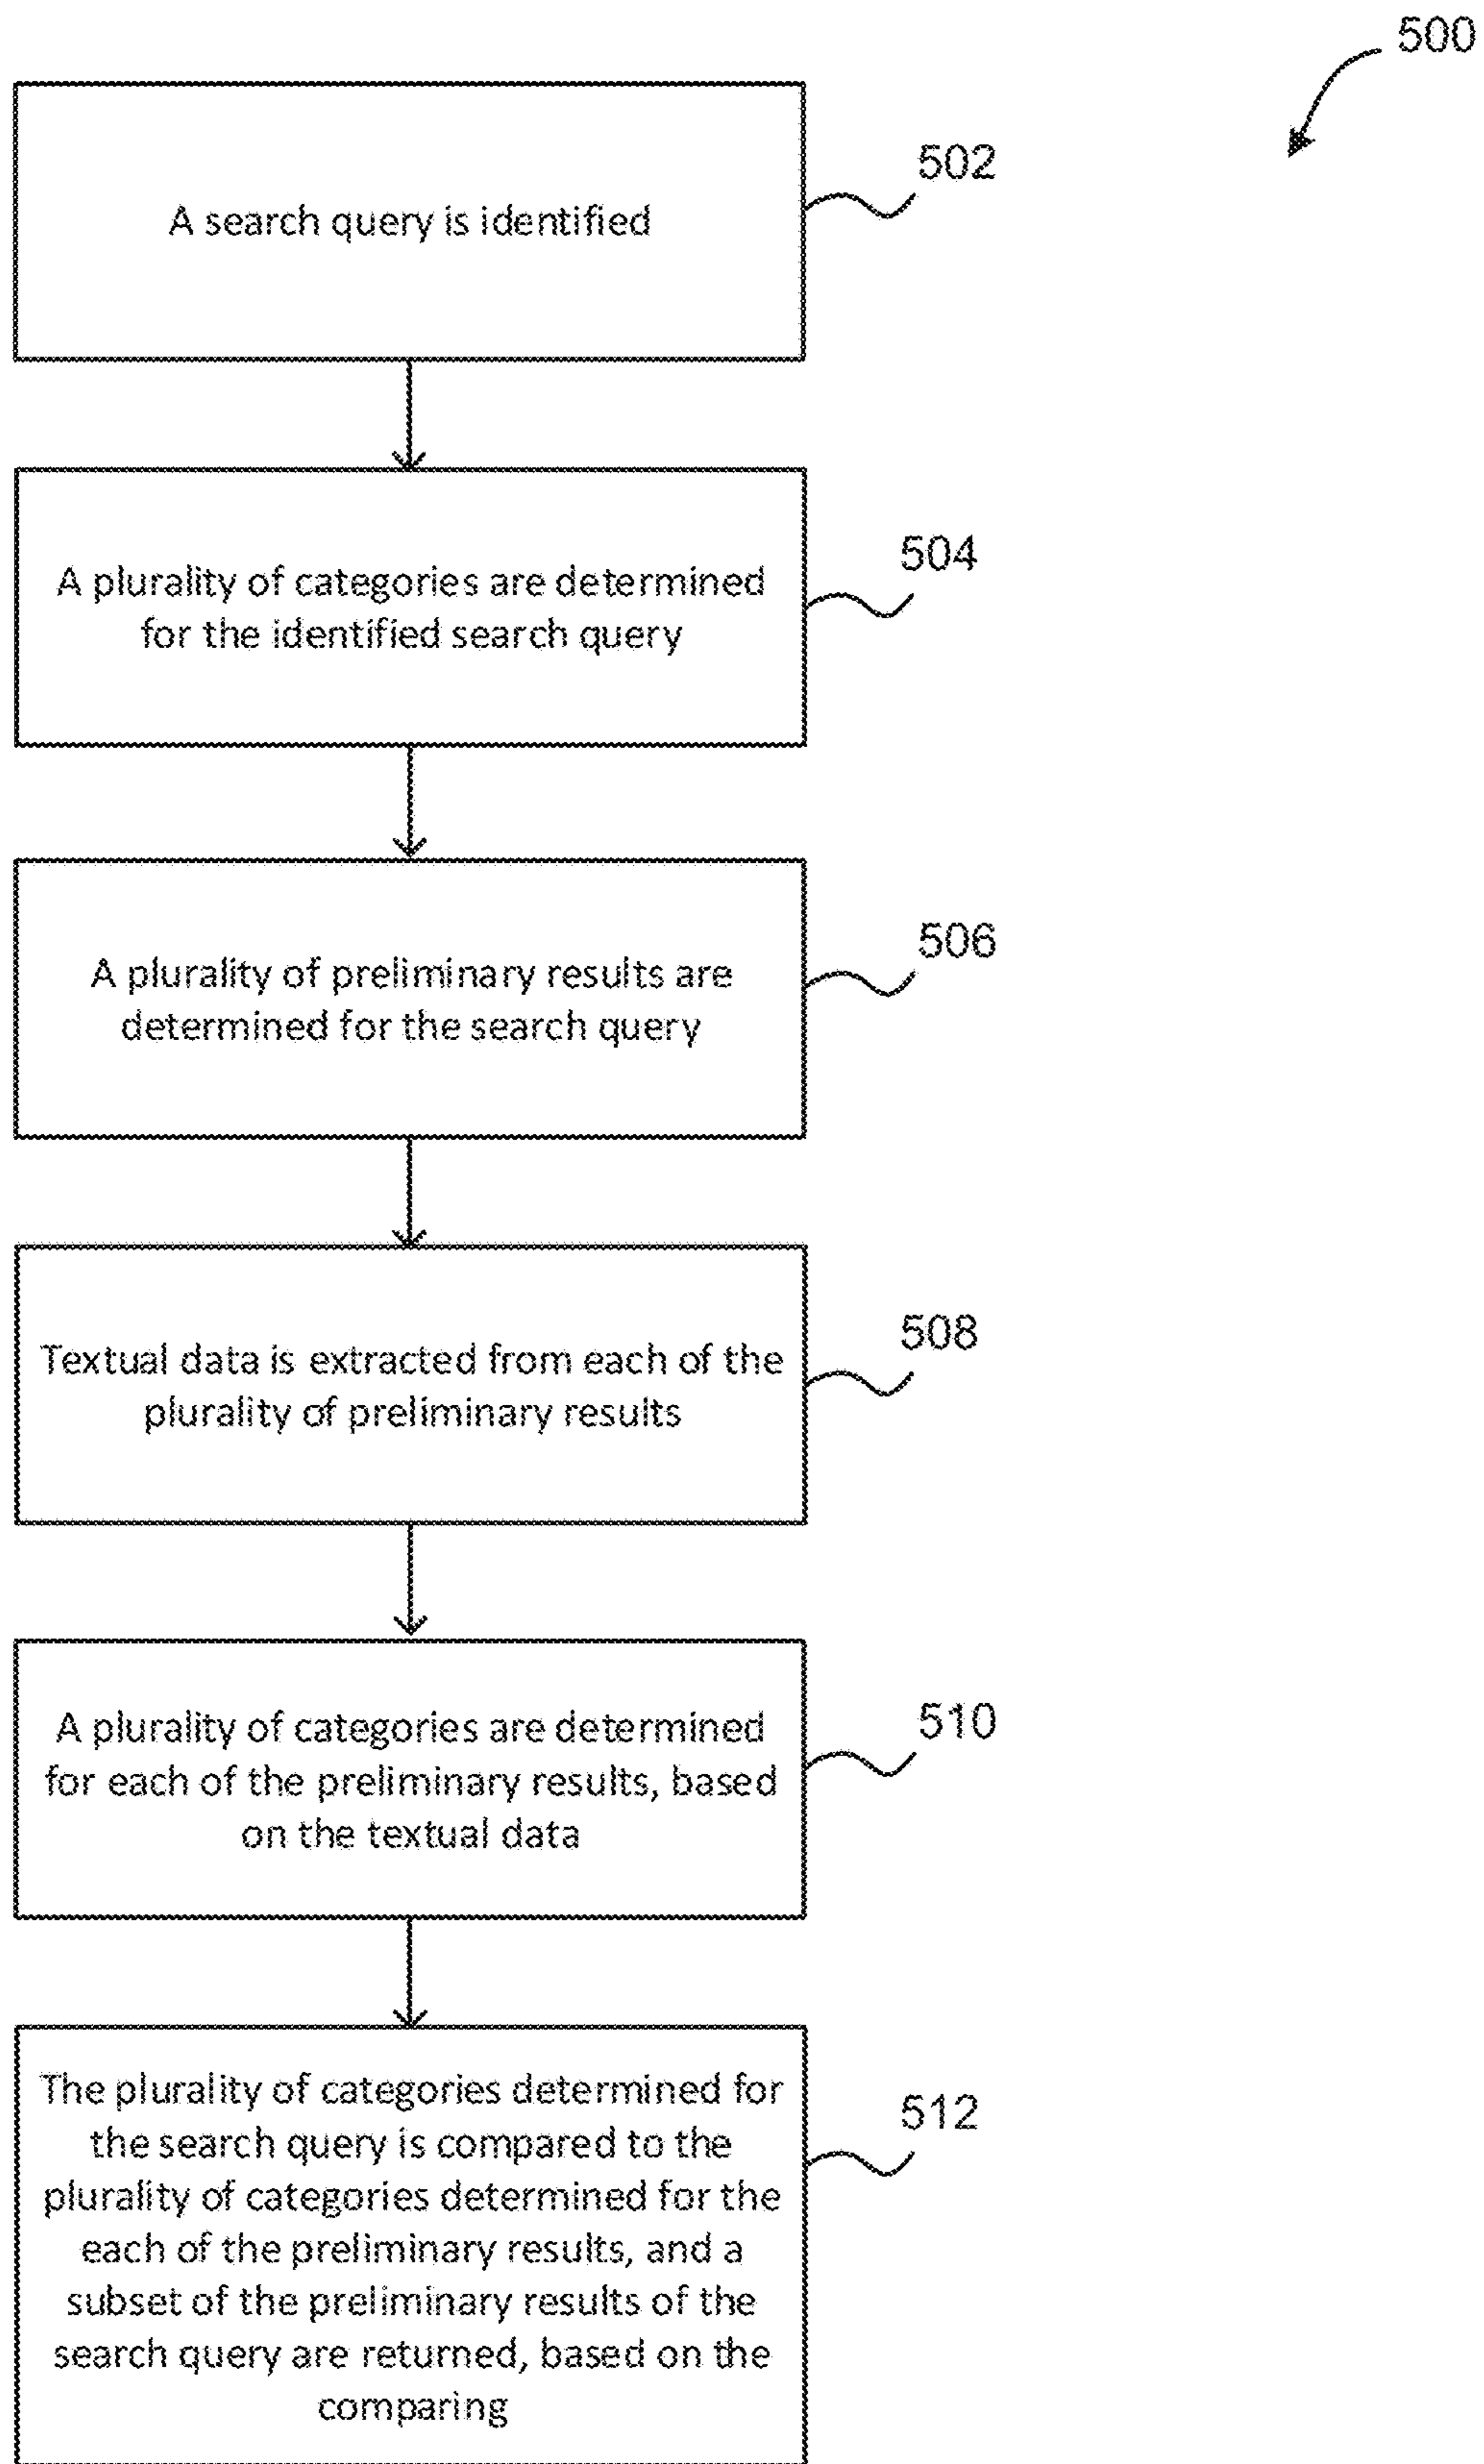 500
A search query is identified
502
A plurality of categories are determined
for the identified search query
504
A plurality of preliminary results are
determined for the search query
506
Textual data is extracted from each of the
plurality of preliminary results
508
A plurality of categories are determined
for each of the preliminary results, based
on the textual data
510
The plurality of categories determined for
the search query is compared to the
plurality of categories determined for the
each of the preliminary results, and a
subset of the preliminary results of the
search query are returned, based on the
comparing
512